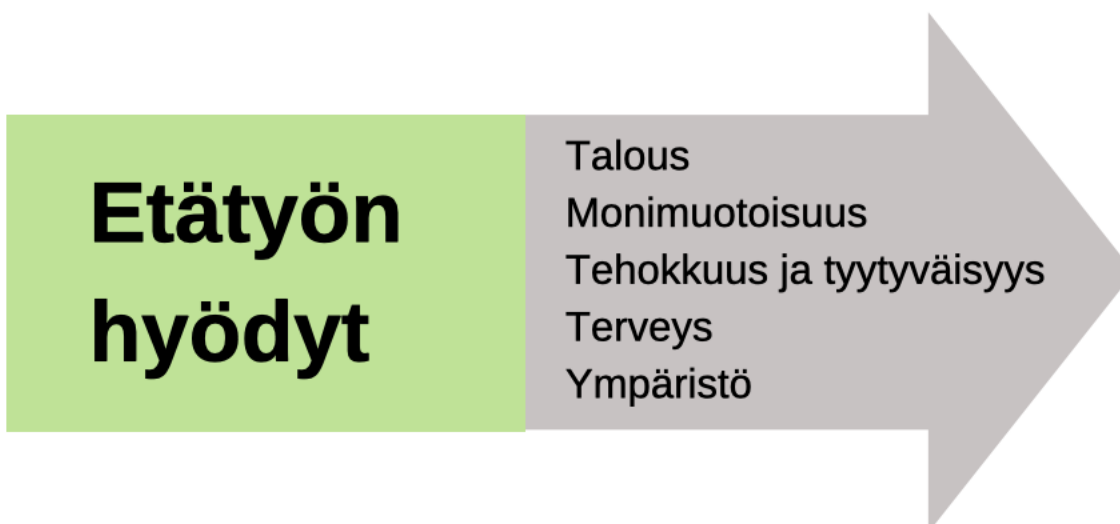 Etätyön
hyödyt
Talous
Monimuotoisuus
Tehokkuus ja tyytyväisyys
Terveys
Ympäristö